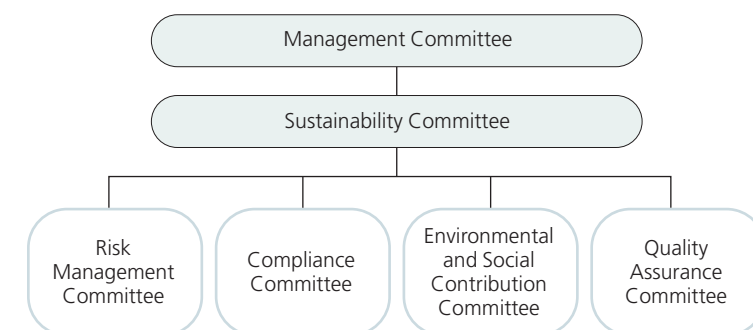 Management Committee
Sustainability Committee
Risk
Management
Committee
Compliance
Committee
Environmental
and Social
Contribution
Committee
Quality
Assurance
Committee